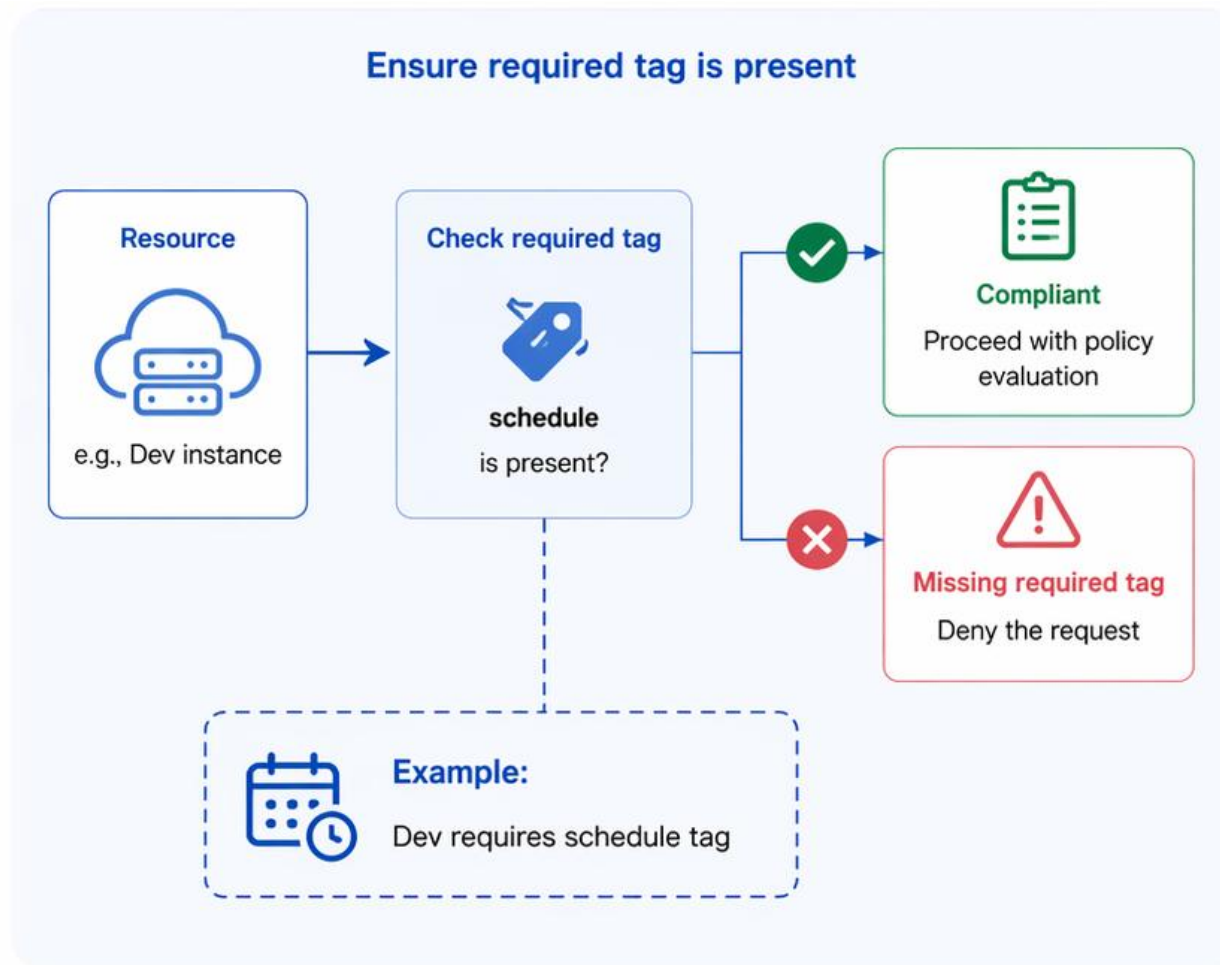 Ensure required tag is present
Resource
e.g., Dev instance
Check required tag
schedule
is present?
Compliant
Proceed with policy
evaluation
Missing required tag
Deny the request
Example:
Dev requires schedule tag